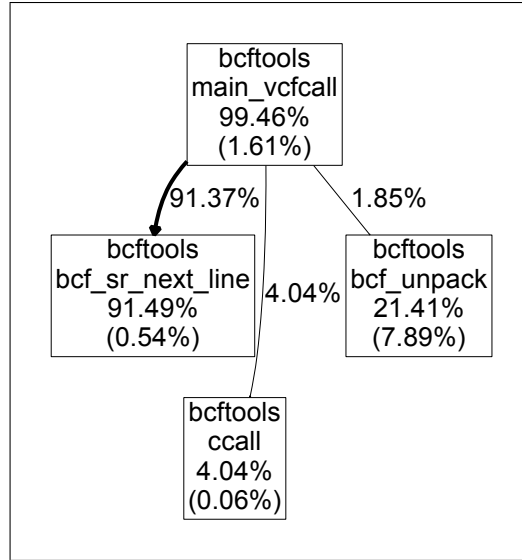 bcftools
main_vcfcall
99.46%
(1.61%)
91.37%
1.85%
4.04%
bcftools
bcf_sr_next_line
91.49%
(0.54%)
bcftools
bcf_unpack
21.41%
(7.89%)
bcftools
ccall
4.04%
(0.06%)